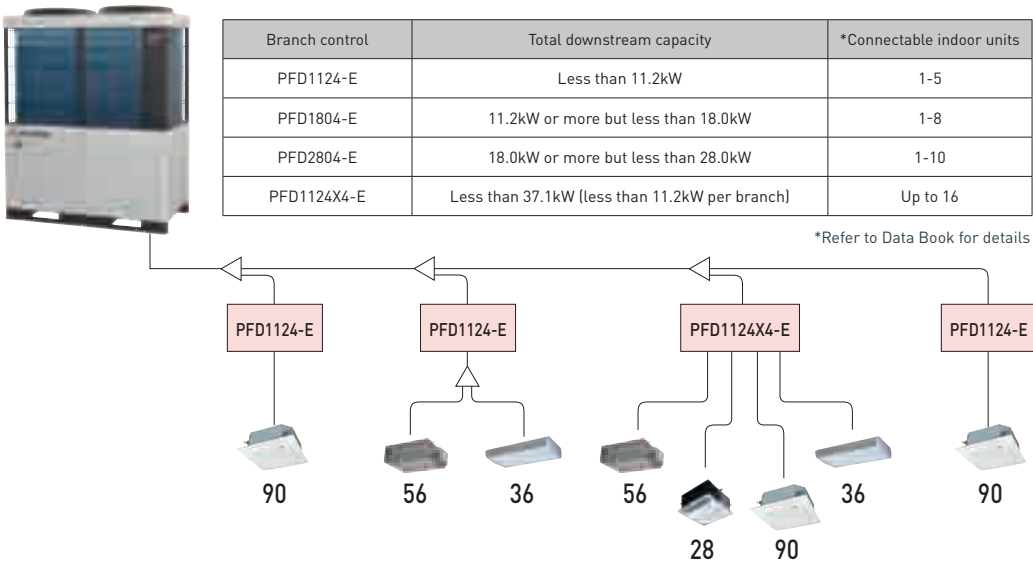 Branch control Total downstream capacity *Connectable indoor units
PFD1124-E Less than 11.2kW 1-5
PFD1804-E 11.2kW or more but less than 18.0kW 1-8
PFD2804-E 18.0kW or more but less than 28.0kW 1-10
PFD1124X4-E Less than 37.1kW (less than 11.2kW per branch) Up to 16
*Refer to Data Book for details
PFD1124-E PFD1124-E PFD1124X4-E PFD1124-E
90 56 36 56 36 90
28 90